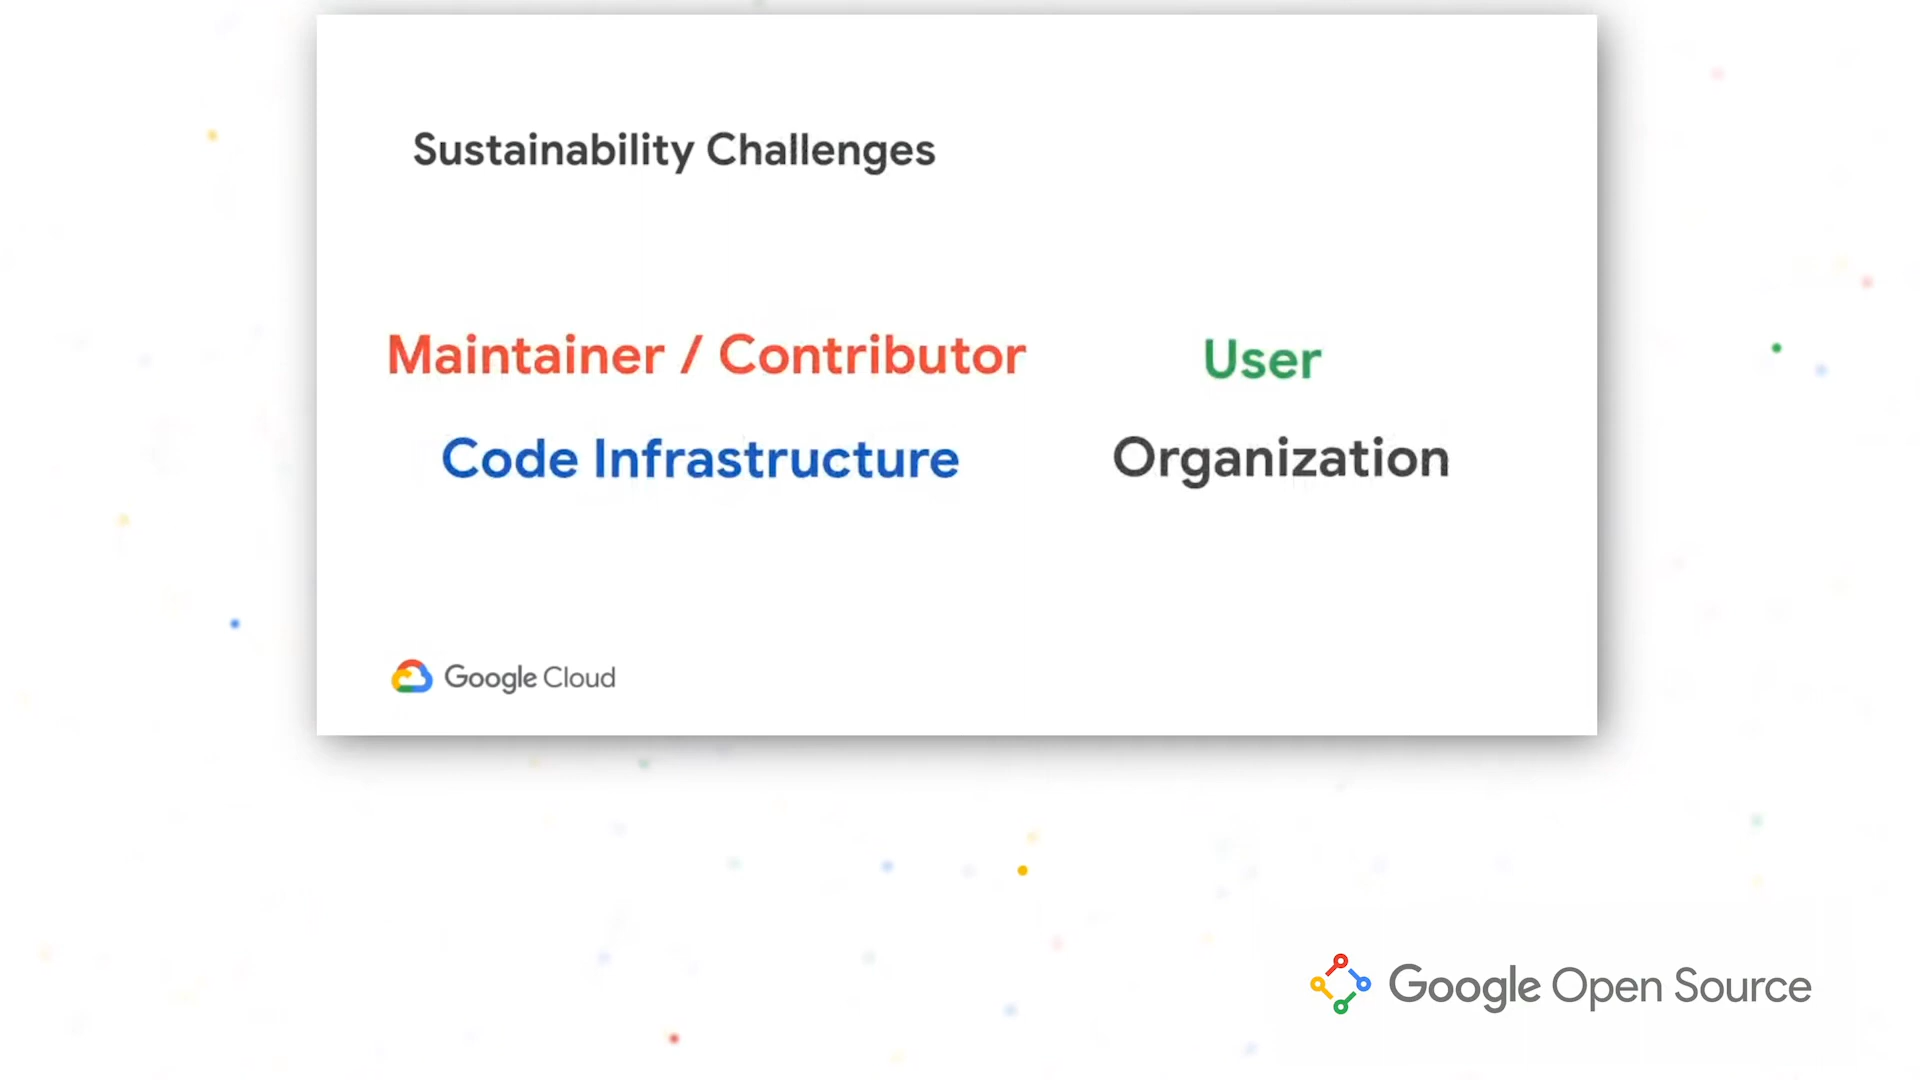 Sustainability Challenges
Maintainer / Contributor
User
Code Infrastructure
Organization
Google Cloud
Google Open Source